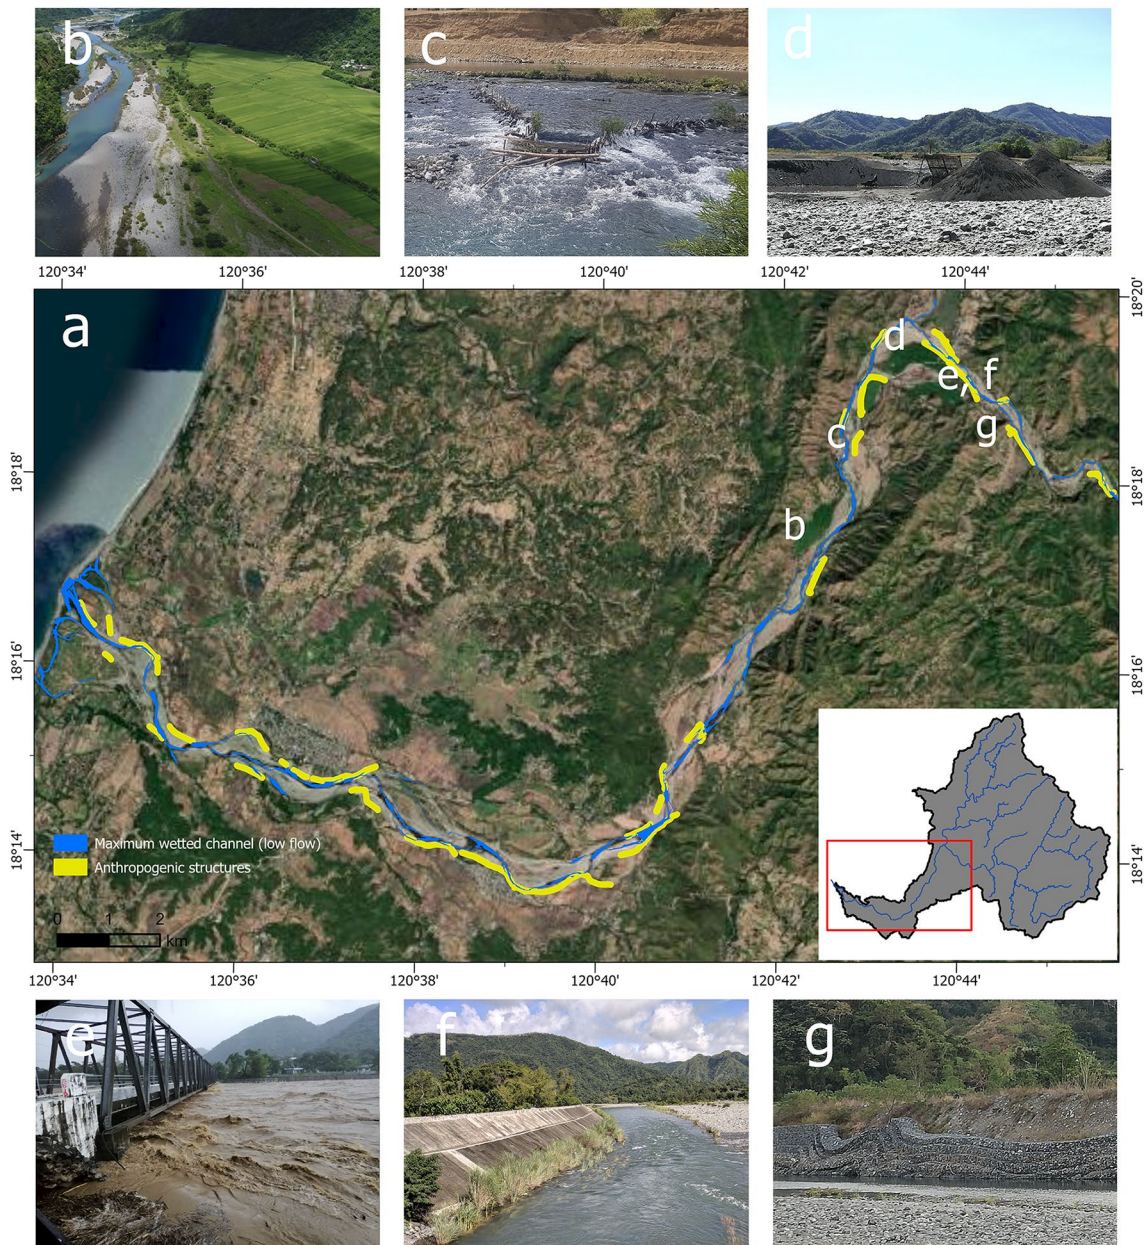 b
c
d
120°34'
120°36'
120°38'
120°40'
120°42'
120°44'
18°20'
a
d
e, f
c
g
18°18'
18°18'
b
18°16'
18°16'
Maximum wetted channel (low flow)
Anthropogenic structures
18°14'
18°14'
0 1 2
km
120°34'
120°36'
120°38'
120°40'
120°42'
120°44'
e
f
g